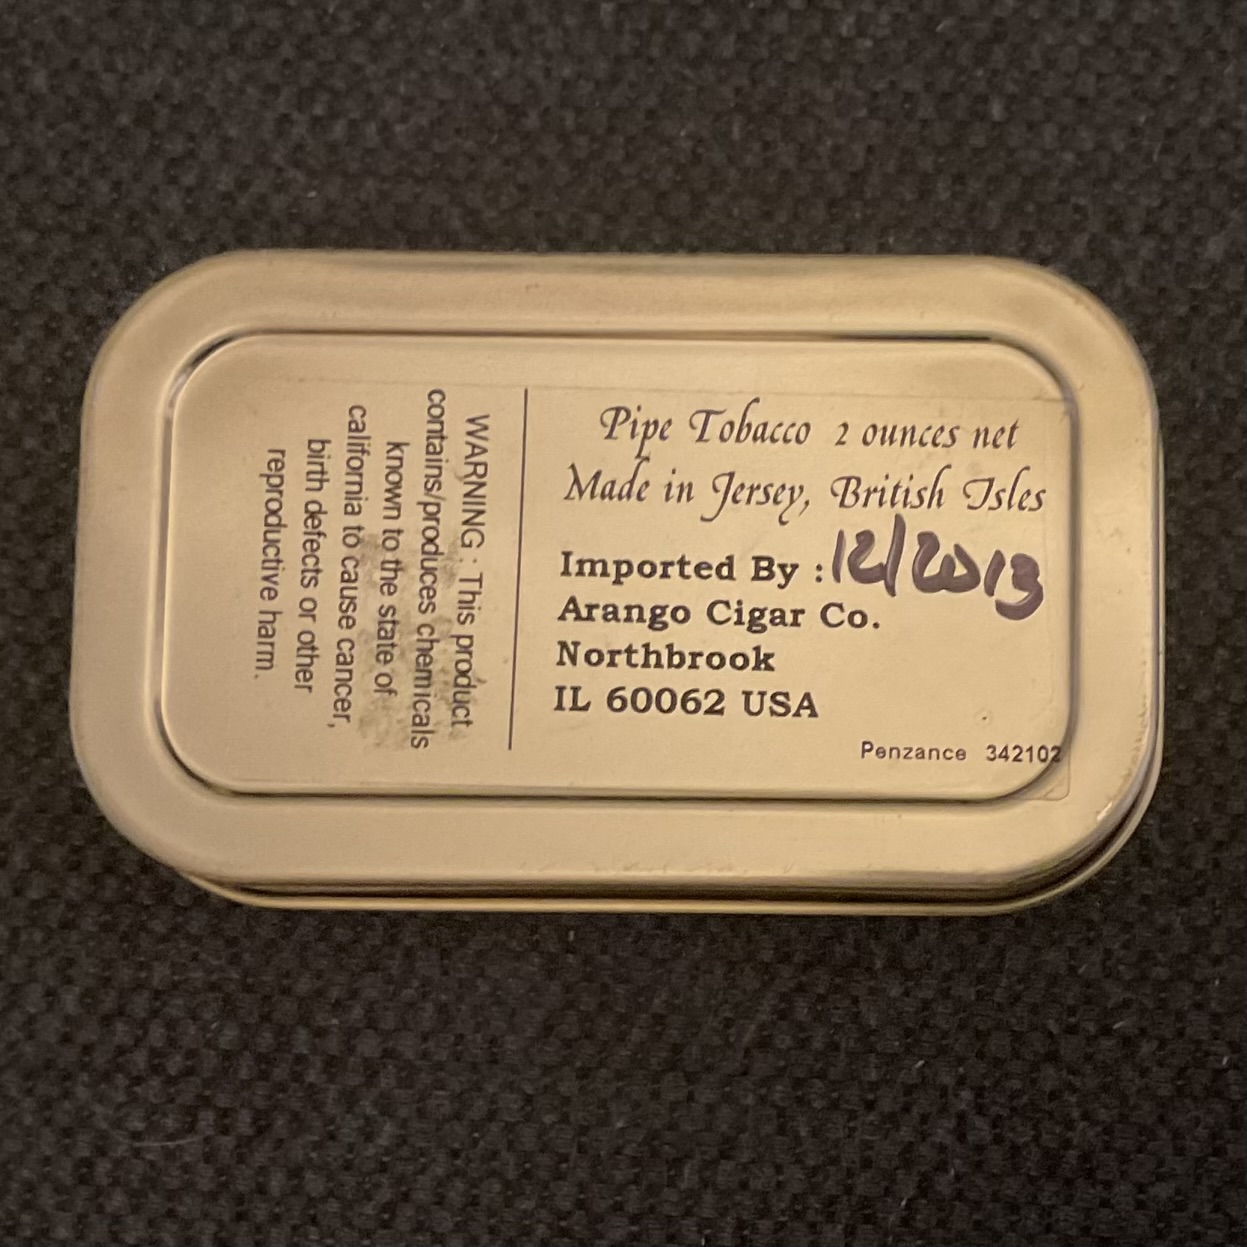 Pipe Tobacco 2 ounces net
Made in Jersey, British Isles
Imported By : 12/2013
Arango Cigar Co.
Northbrook
IL 60062 USA
Penzance 342102
WARNING : This product
contains/produces chemicals
known to the state of
california to cause cancer,
birth defects or other
reproductive harm.